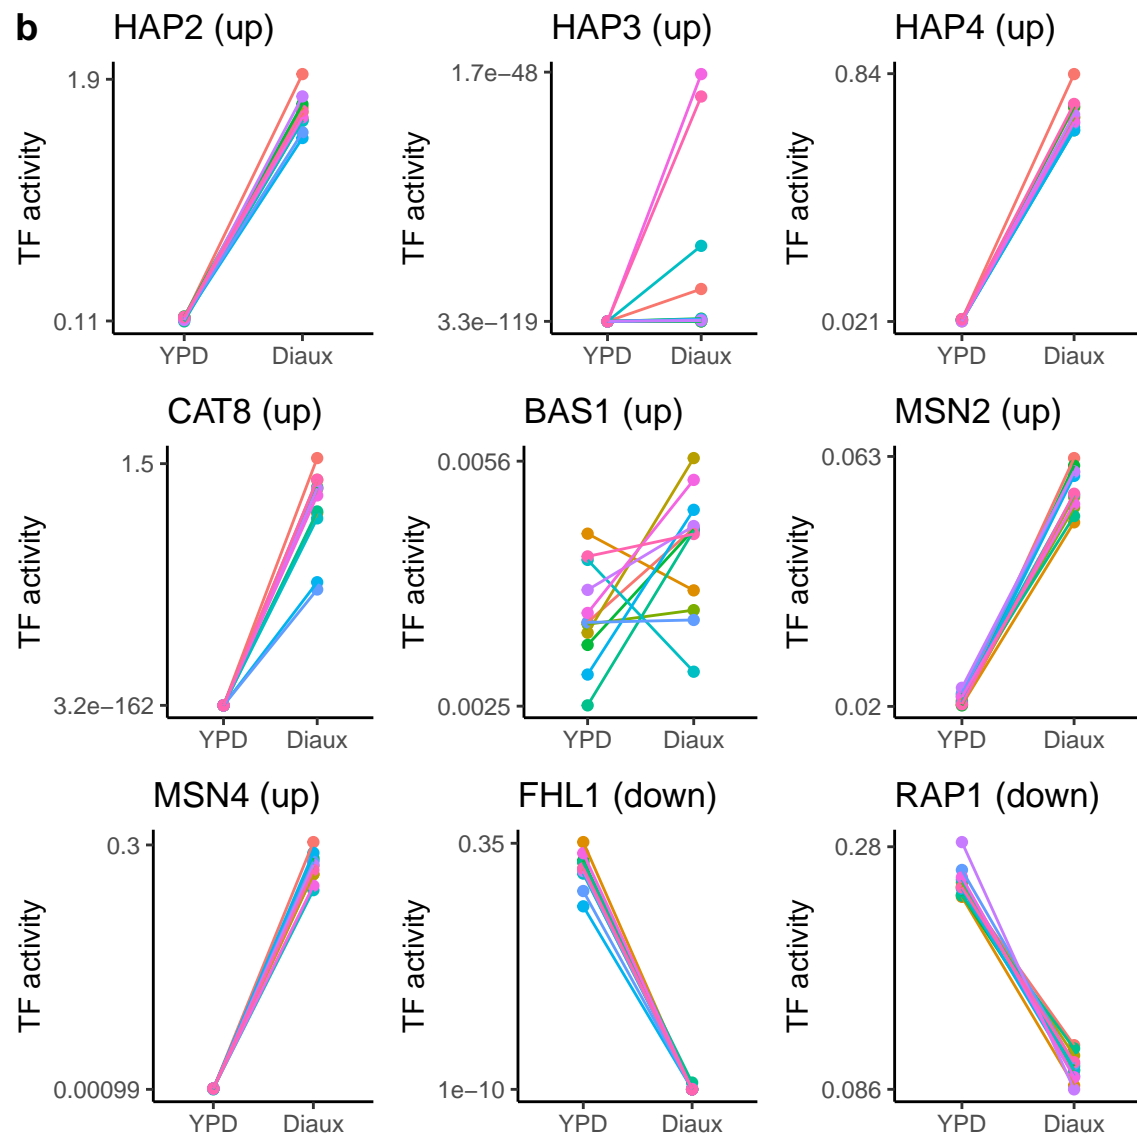 b
HAP2 (up)
1.9
0.11
TF activity
YPD
Diaux
HAP3 (up)
1.7e−48
3.3e−119
TF activity
YPD
Diaux
HAP4 (up)
0.84
0.021
TF activity
YPD
Diaux
CAT8 (up)
1.5
3.2e−162
TF activity
YPD
Diaux
BAS1 (up)
0.0056
0.0025
TF activity
YPD
Diaux
MSN2 (up)
0.063
0.02
TF activity
YPD
Diaux
MSN4 (up)
0.3
0.00099
TF activity
YPD
Diaux
FHL1 (down)
0.35
1e−10
TF activity
YPD
Diaux
RAP1 (down)
0.28
0.086
TF activity
YPD
Diaux